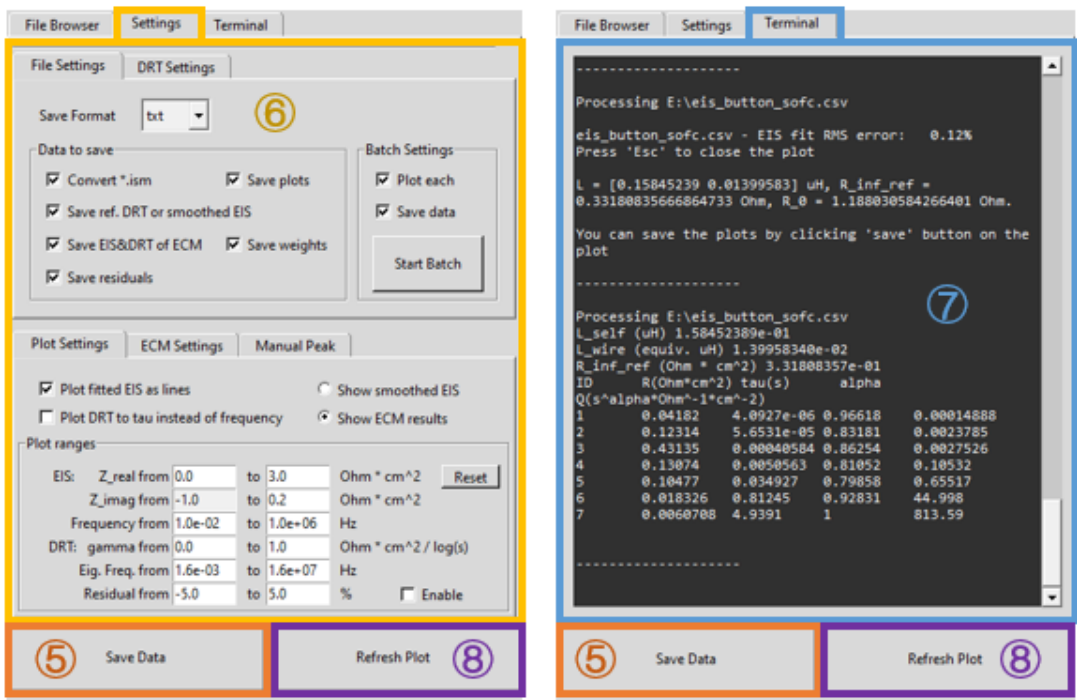 File Browser Settings Terminal
File Settings DRT Settings
Save Format txt ⑥
Data to save
Convert *.ism Save plots
Save ref. DRT or smoothed EIS
Save EIS&DRT of ECM Save weights
Save residuals
Batch Settings
Plot each
Save data
Start Batch
Plot Settings ECM Settings Manual Peak
Plot fitted EIS as lines Show smoothed EIS
Plot DRT to tau instead of frequency Show ECM results
Plot ranges
EIS: Z_real from 0.0 to 3.0 Ohm * cm^2 Reset
Z_imag from -1.0 to 0.2 Ohm * cm^2
Frequency from 1.0e-02 to 1.0e+06 Hz
DRT: gamma from 0.0 to 1.0 Ohm * cm^2 / log(s)
Eig. Freq. from 1.6e-03 to 1.6e+07 Hz
Residual from -5.0 to 5.0 % Enable
⑤ Save Data Refresh Plot ⑧
File Browser Settings Terminal
--------------------
Processing E:\eis_button_sofc.csv
eis_button_sofc.csv - EIS fit RMS error: 0.12%
Press 'Esc' to close the plot
L = [0.15845239 0.01399583] uH, R_inf_ref =
0.33180835666864733 Ohm, R_0 = 1.188030584266401 Ohm.
You can save the plots by clicking 'save' button on the
plot
--------------------
⑦
Processing E:\eis_button_sofc.csv
L_self (uH) 1.58452389e-01
L_wire (equiv. uH) 1.39958340e-02
R_inf_ref (Ohm * cm^2) 3.31808357e-01
ID R(Ohm*cm^2) tau(s) alpha
Q(s^alpha*Ohm^-1*cm^-2)
1 0.04182 4.0927e-06 0.96618 0.00014888
2 0.12314 5.6531e-05 0.83181 0.0023785
3 0.43135 0.00040584 0.86254 0.0027526
4 0.13074 0.0050563 0.81052 0.10532
5 0.10477 0.034927 0.79858 0.65517
6 0.018326 0.81245 0.92831 44.998
7 0.0060708 4.9391 1 813.59
--------------------
⑤ Save Data Refresh Plot ⑧